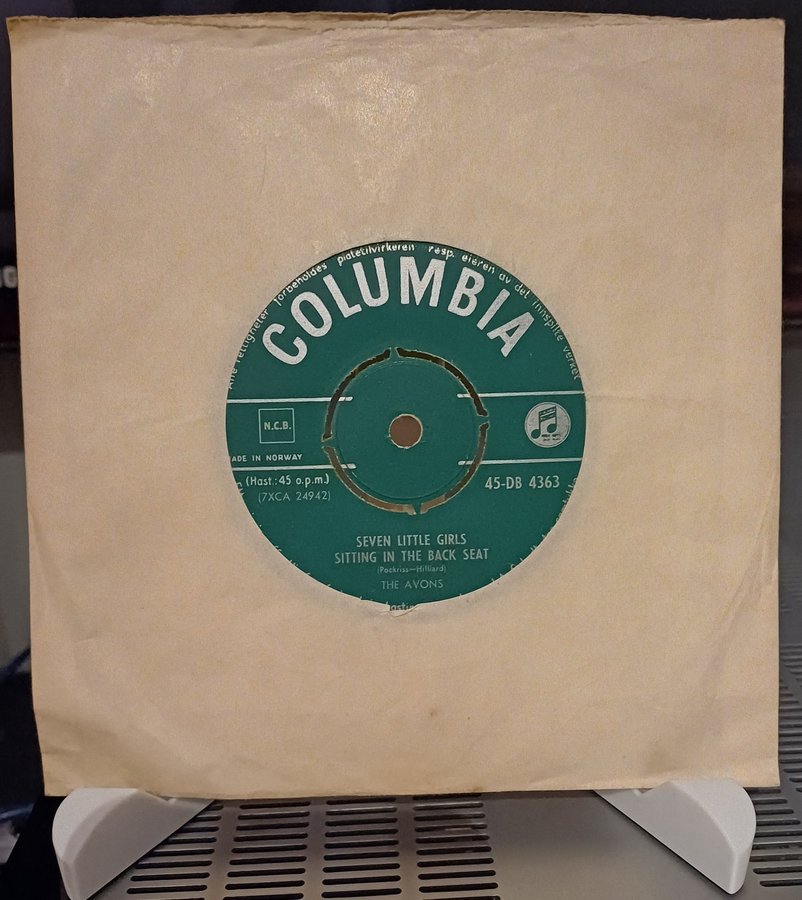 Alle rettigheter forbeholdes platetilvirkeren resp. eieren av det innspilte verket
COLUMBIA
N.C.B.
ADE IN NORWAY
(Hast.: 45 o.p.m.)
(7XCA 24942)
45-DB 4363
SEVEN LITTLE GIRLS
SITTING IN THE BACK SEAT
(Pockriss—Hilliard)
THE AVONS